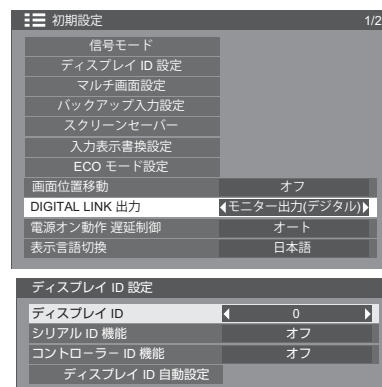 初期設定 1/2
信号モード
ディスプレイ ID 設定
マルチ画面設定
バックアップ入力設定
スクリーンセーバー
入力表示書換設定
ECO モード設定
画面位置移動 オフ
DIGITAL LINK 出力 モニター出力(デジタル)
電源オン動作 遅延制御 オート
表示言語切換 日本語
ディスプレイ ID 設定
ディスプレイ ID 0
シリアル ID 機能 オフ
コントローラー ID 機能 オフ
ディスプレイ ID 自動設定